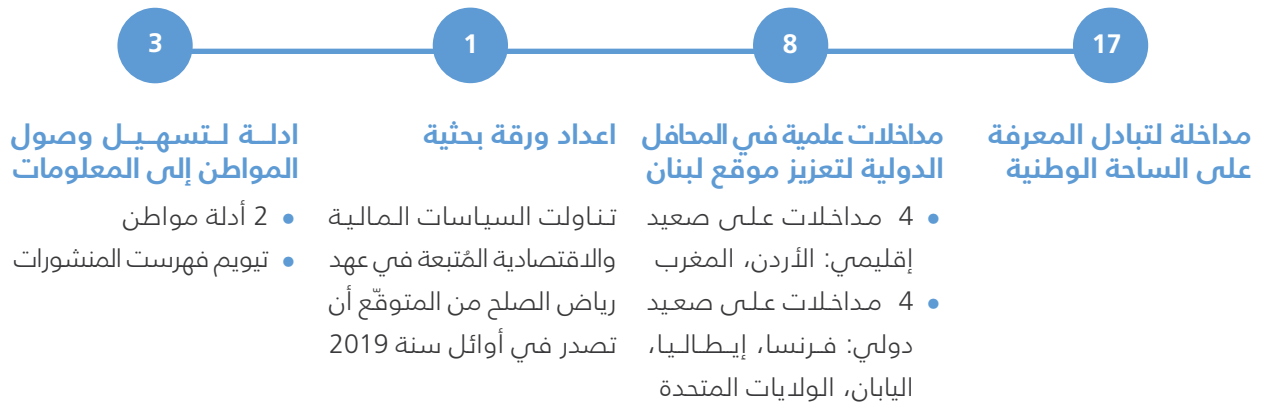 17
مداخلة لتبادل المعرفة
على الساحة الوطنية
8
مداخلات علمية في المحافل
الدولية لتعزيز موقع لبنان
• 4 مداخلات على صعيد
إقليمي: الأردن، المغرب
• 4 مداخلات على صعيد
دولي: فرنسا، إيطاليا،
اليابان، الولايات المتحدة
1
اعداد ورقة بحثية
تناولت السياسات المالية
والاقتصادية المُتبعة في عهد
رياض الصلح من المتوقّع أن
تصدر في أوائل سنة 2019
3
ادلة لتسهيل وصول
المواطن إلى المعلومات
• 2 أدلة مواطن
• تيويم فهرست المنشورات